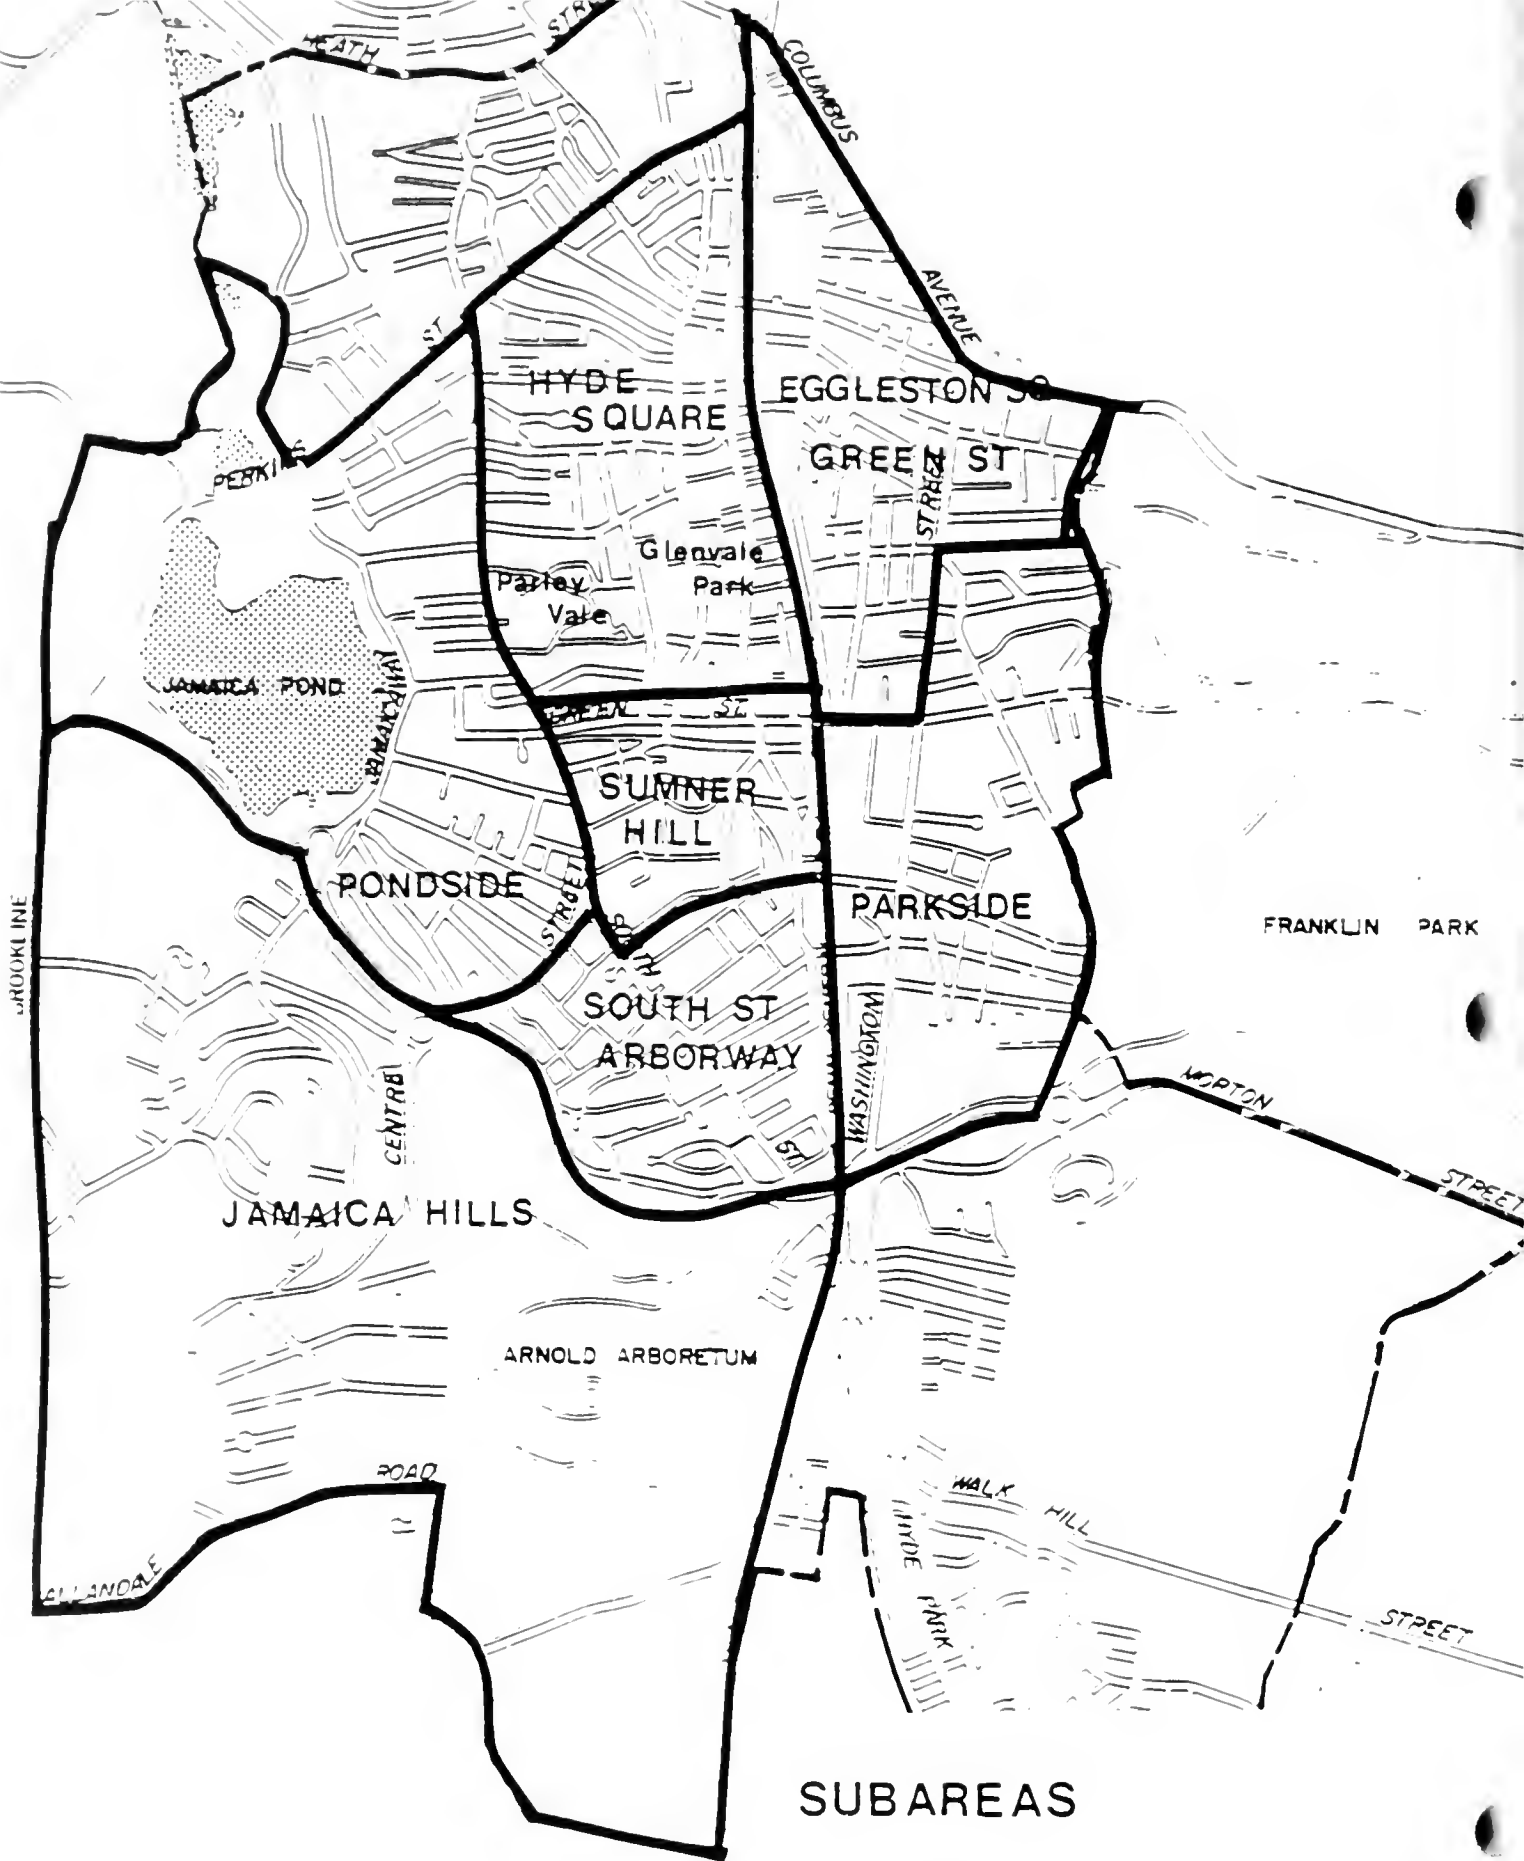 HEATH
STRE
COLUMBUS
AVENUE
ST.
HYDE
SQUARE
EGGLESTON SQ
GREEN ST
STREET
PERKINS
Glenvale
Park
Parley
Vale
JAMAICA POND
JAMAICAWAY
GREEN ST.
SUMNER
HILL
PONDSIDE
STREET
PARKSIDE
BROOKLINE
FRANKLIN PARK
SOUTH
SOUTH ST
ARBORWAY
WASHINGTON
MORTON
STREET
CENTRE
ST.
JAMAICA HILLS
ARNOLD ARBORETUM
ROAD
ALLANDALE
WALK HILL
STREET
HYDE PARK
SUBAREAS